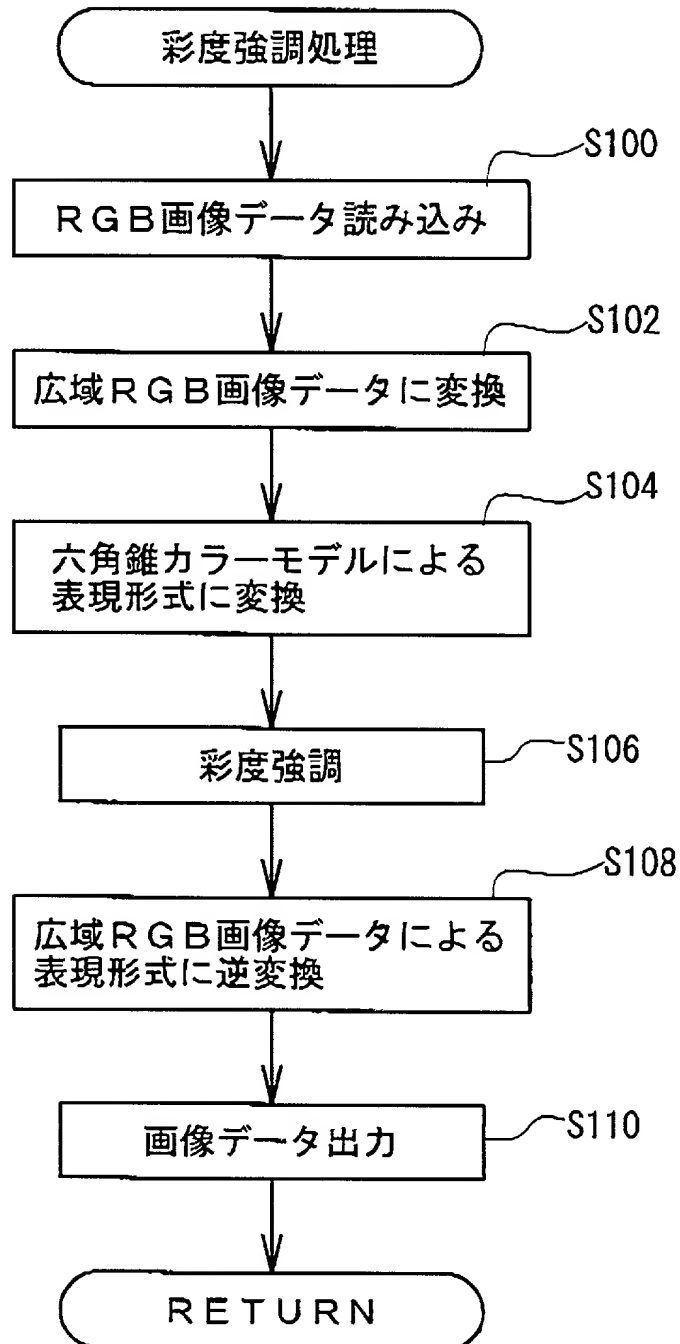 彩度強調処理
S100
RGB画像データ読み込み
S102
広域RGB画像データに変換
S104
六角錐カラーモデルによる
表現形式に変換
S106
彩度強調
S108
広域RGB画像データによる
表現形式に逆変換
S110
画像データ出力
RETURN